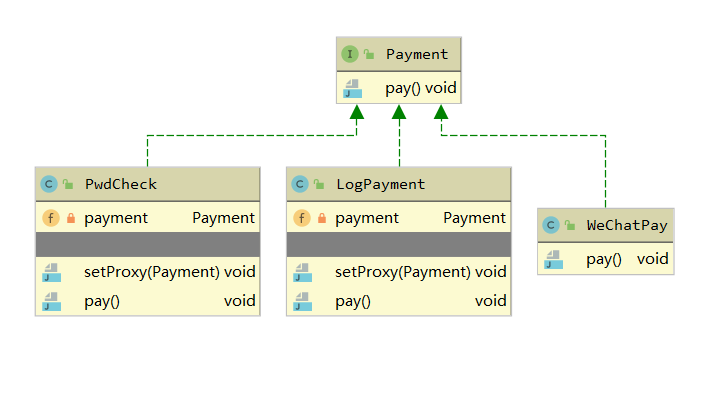 Payment
pay() void
PwdCheck
payment Payment
setProxy(Payment) void
pay() void
LogPayment
payment Payment
setProxy(Payment) void
pay() void
WeChatPay
pay() void